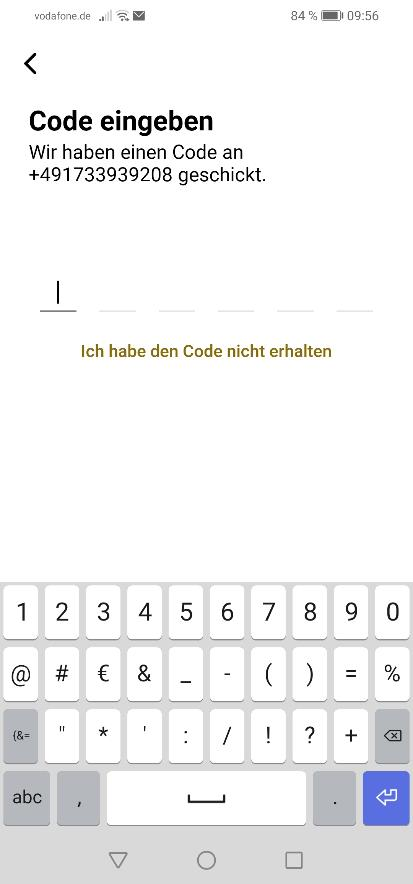 vodafone.de 84 % 09:56
Code eingeben
Wir haben einen Code an
+491733939208 geschickt.
Ich habe den Code nicht erhalten
1 2 3 4 5 6 7 8 9 0
@ # € & _ - ( ) = %
{&= " * ' : / ! ? +
abc , .